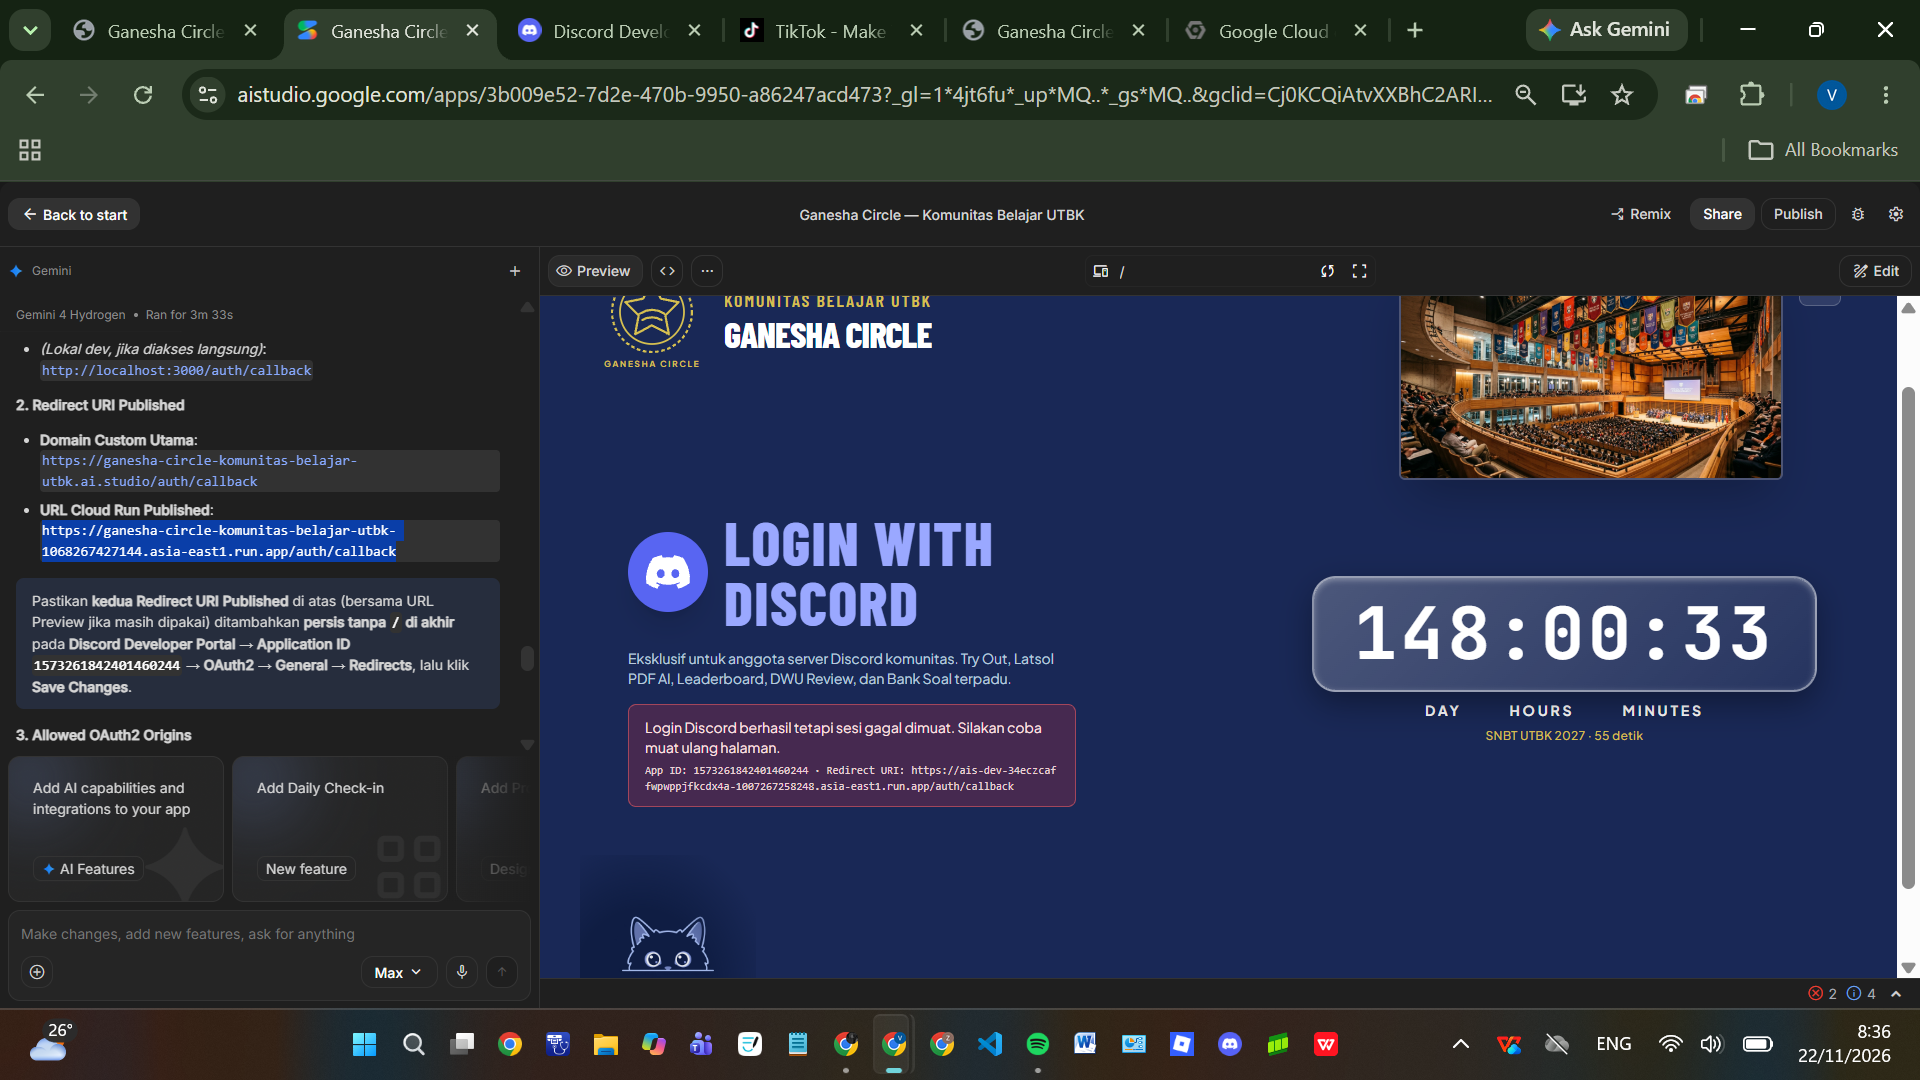 Ganesha Circle
Ganesha Circle
Discord Devel
TikTok - Make
Ganesha Circle
Google Cloud
Ask Gemini
aistudio.google.com/apps/3b009e52-7d2e-470b-9950-a86247acd473?_gl=1*4jt6fu*_up*MQ..*_gs*MQ..&gclid=Cj0KCQiAtvXXBhC2ARI...
V
All Bookmarks
Back to start
Ganesha Circle — Komunitas Belajar UTBK
Remix
Share
Publish
Gemini
Preview
/
Edit
Gemini 4 Hydrogen • Ran for 3m 33s
(Lokal dev, jika diakses langsung):
http://localhost:3000/auth/callback
2. Redirect URI Published
Domain Custom Utama:
https://ganesha-circle-komunitas-belajar-
utbk.ai.studio/auth/callback
URL Cloud Run Published:
https://ganesha-circle-komunitas-belajar-utbk-
1068267427144.asia-east1.run.app/auth/callback
Pastikan kedua Redirect URI Published di atas (bersama URL
Preview jika masih dipakai) ditambahkan persis tanpa / di akhir
pada Discord Developer Portal → Application ID
1573261842401460244 → OAuth2 → General → Redirects, lalu klik
Save Changes.
3. Allowed OAuth2 Origins
Add AI capabilities and
integrations to your app
AI Features
Add Daily Check-in
New feature
Make changes, add new features, ask for anything
Max
KOMUNITAS BELAJAR UTBK
GANESHA CIRCLE
GANESHA CIRCLE
LOGIN WITH
DISCORD
Eksklusif untuk anggota server Discord komunitas. Try Out, Latsol
PDF AI, Leaderboard, DWU Review, dan Bank Soal terpadu.
Login Discord berhasil tetapi sesi gagal dimuat. Silakan coba
muat ulang halaman.
App ID: 1573261842401460244 · Redirect URI: https://ais-dev-34eczcaf
fwpwppjfkcdx4a-1007267258248.asia-east1.run.app/auth/callback
148:00:33
DAY HOURS MINUTES
SNBT UTBK 2027 · 55 detik
2
4
26°
ENG
8:36
22/11/2026